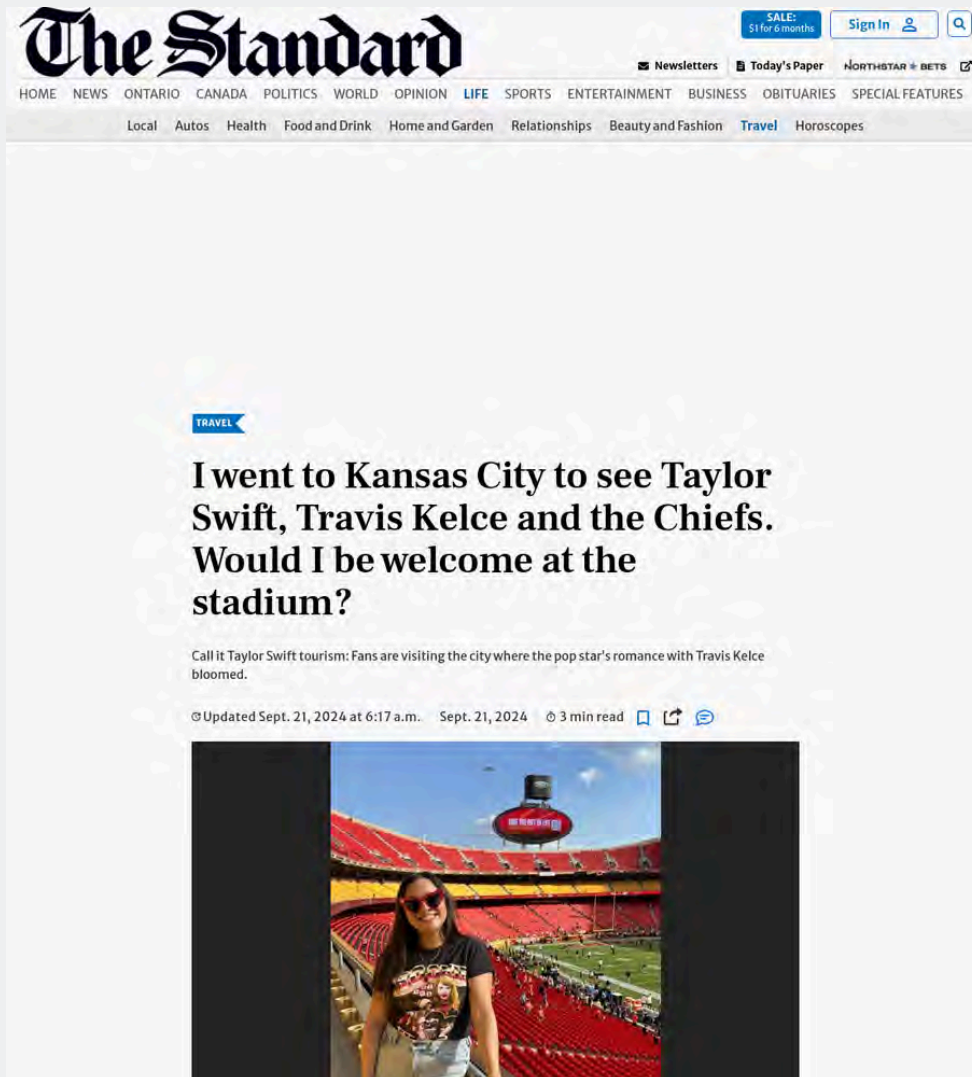 The Standard
SALE:
$1 for 6 months
Sign In
Newsletters
Today's Paper
NORTHSTAR BETS
HOME NEWS ONTARIO CANADA POLITICS WORLD OPINION LIFE SPORTS ENTERTAINMENT BUSINESS OBITUARIES SPECIAL FEATURES
Local Autos Health Food and Drink Home and Garden Relationships Beauty and Fashion Travel Horoscopes
TRAVEL
I went to Kansas City to see Taylor
Swift, Travis Kelce and the Chiefs.
Would I be welcome at the
stadium?
Call it Taylor Swift tourism: Fans are visiting the city where the pop star's romance with Travis Kelce
bloomed.
Updated Sept. 21, 2024 at 6:17 a.m. Sept. 21, 2024 3 min read